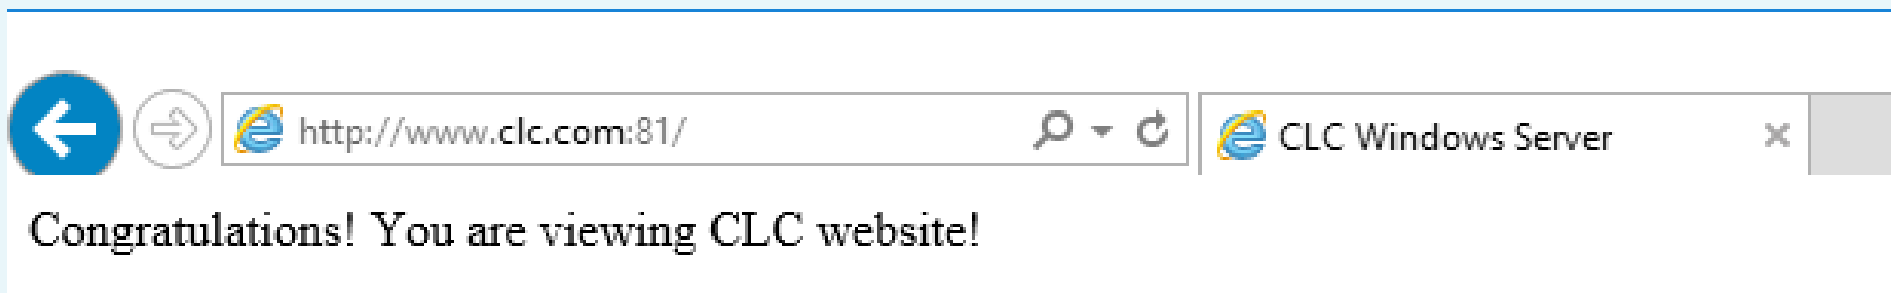 http://www.clc.com:81/
CLC Windows Server
Congratulations! You are viewing CLC website!